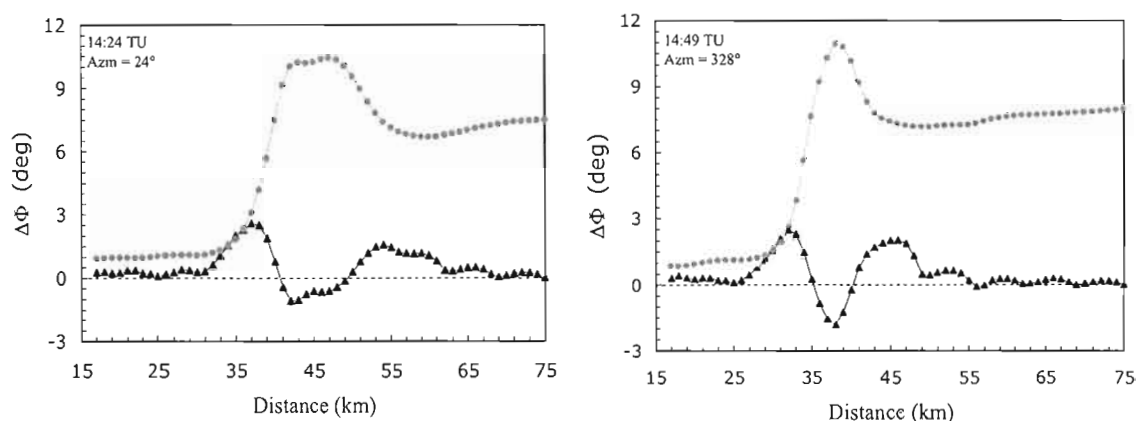 12
9
6
3
0
-3
ΔΦ (deg)
14:24 TU
Azm = 24°
15 25 35 45 55 65 75
Distance (km)
12
9
6
3
0
-3
ΔΦ (deg)
14:49 TU
Azm = 328°
15 25 35 45 55 65 75
Distance (km)